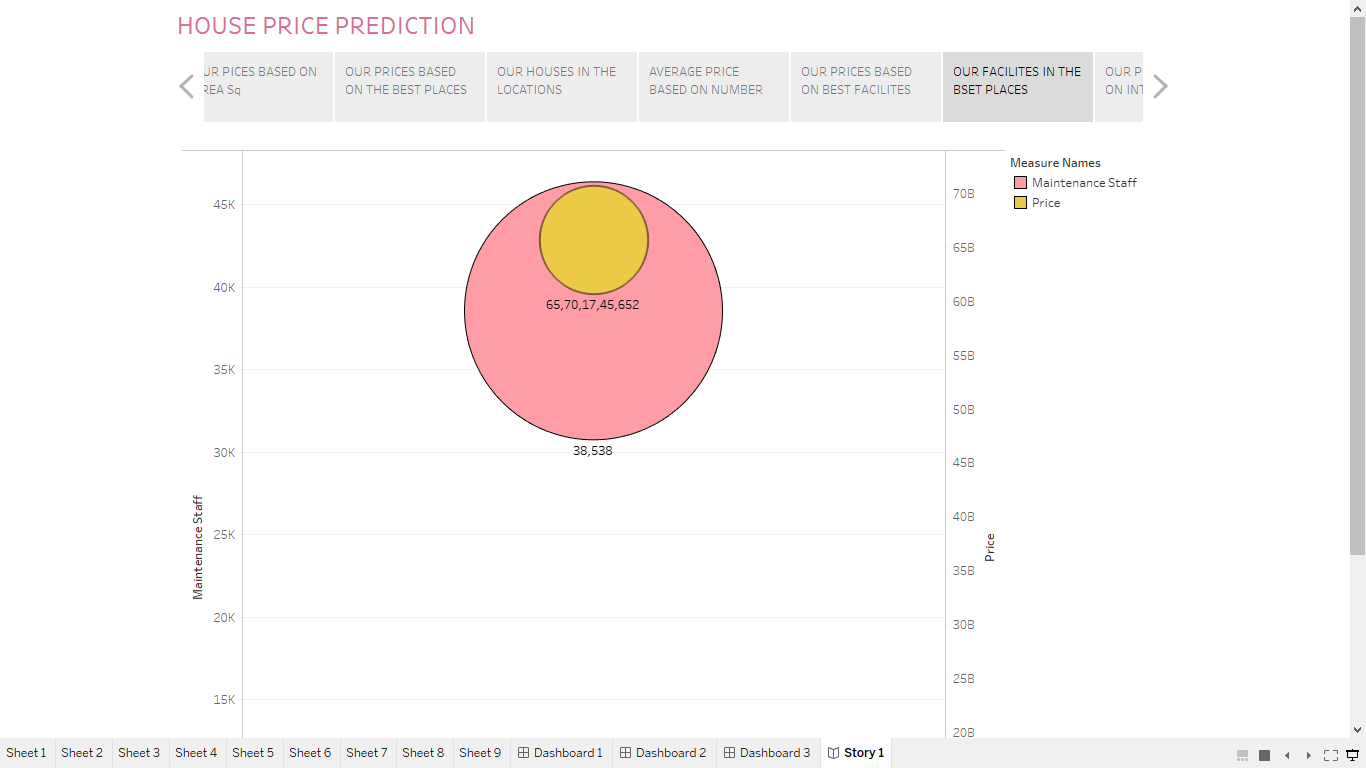 HOUSE PRICE PREDICTION
UR PICES BASED ON
REA Sq
OUR PRICES BASED
ON THE BEST PLACES
OUR HOUSES IN THE
LOCATIONS
AVERAGE PRICE
BASED ON NUMBER
OUR PRICES BASED
ON BEST FACILITES
OUR FACILITES IN THE
BSET PLACES
OUR P
ON INT
Measure Names
Maintenance Staff
Price
45K
40K
35K
30K
25K
20K
15K
Maintenance Staff
65,70,17,45,652
38,538
70B
65B
60B
55B
50B
45B
40B
35B
30B
25B
20B
Price
Sheet 1
Sheet 2
Sheet 3
Sheet 4
Sheet 5
Sheet 6
Sheet 7
Sheet 8
Sheet 9
Dashboard 1
Dashboard 2
Dashboard 3
Story 1